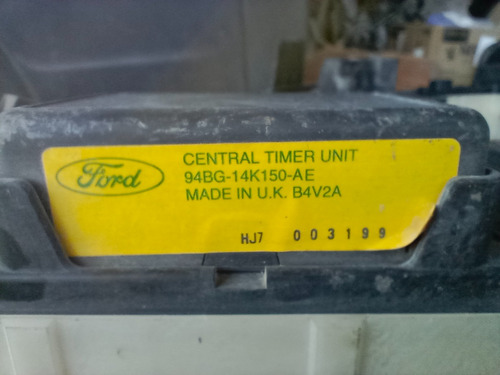 Ford
CENTRAL TIMER UNIT
94BG-14K150-AE
MADE IN U.K. B4V2A
HJ7 003199